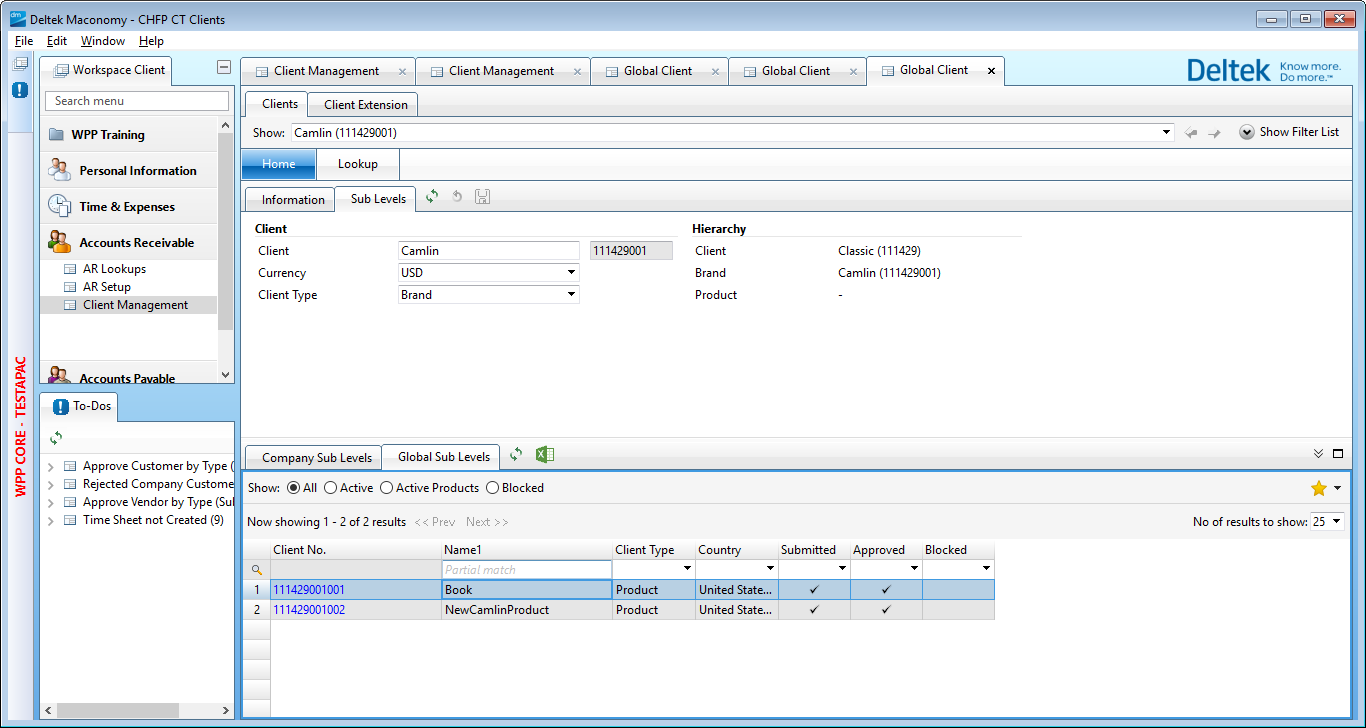 dm Deltek Maconomy - CHFP CT Clients
File Edit Window Help
Workspace Client
Search menu
WPP Training
Personal Information
Time & Expenses
Accounts Receivable
AR Lookups
AR Setup
Client Management
Accounts Payable
WPP CORE - TESTAPAC
To-Dos
Approve Customer by Type (
Rejected Company Custome
Approve Vendor by Type (Sul
Time Sheet not Created (9)
Client Management Client Management Global Client Global Client Global Client
Deltek Know more.
Do more.™
Clients Client Extension
Show: Camlin (111429001) Show Filter List
Home Lookup
Information Sub Levels
Client Hierarchy
Client Camlin 111429001 Client Classic (111429)
Currency USD Brand Camlin (111429001)
Client Type Brand Product -
Company Sub Levels Global Sub Levels
Show: All Active Active Products Blocked
Now showing 1 - 2 of 2 results << Prev Next >> No of results to show: 25
Client No. Name1 Client Type Country Submitted Approved Blocked
Partial match
1 111429001001 Book Product United State... ✓ ✓
2 111429001002 NewCamlinProduct Product United State... ✓ ✓